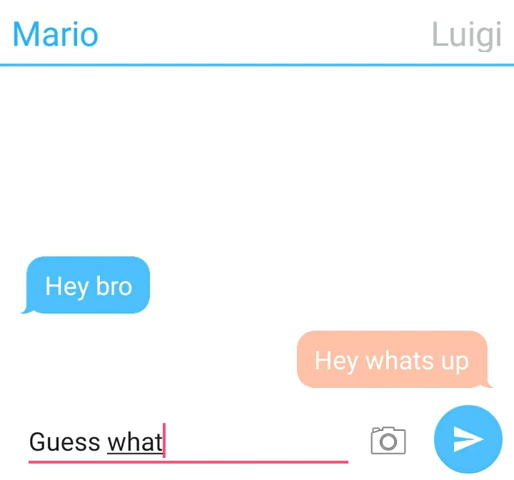 Mario
Luigi
Hey bro
Hey whats up
Guess what